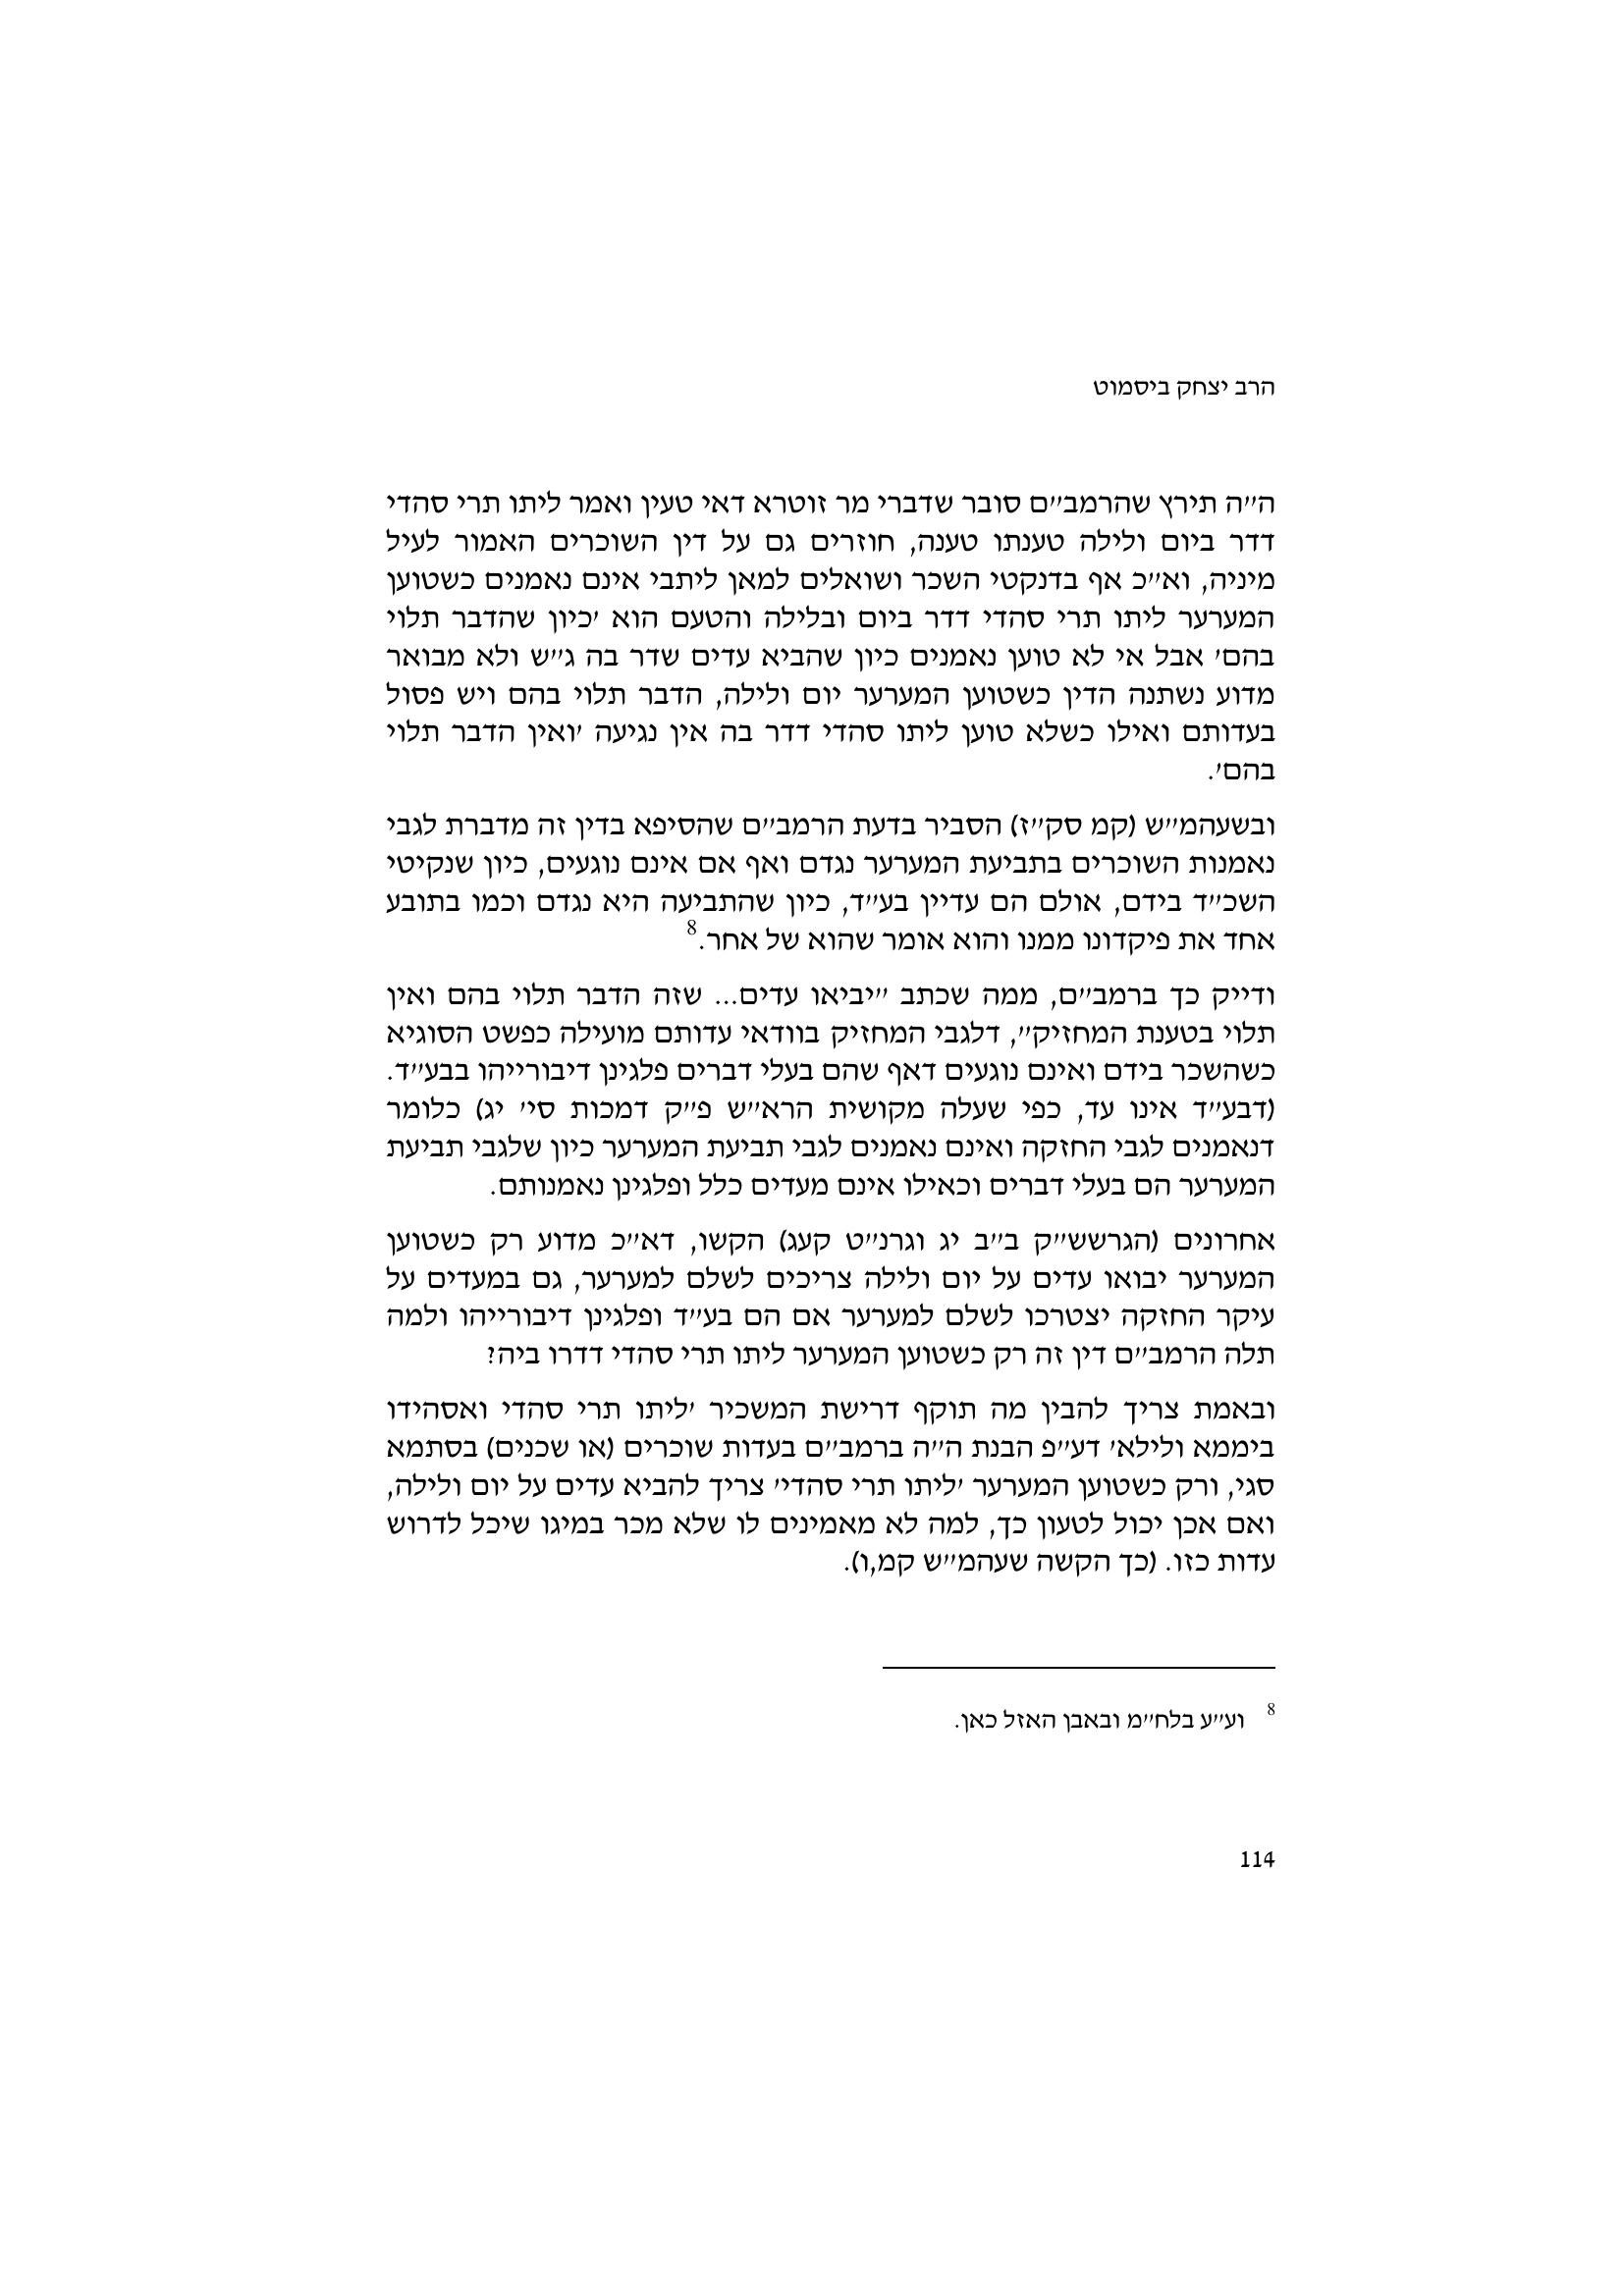 הרב יצחק ביסמוט
ה״ה תירץ שהרמב״ם סובר שדברי מר זוטרא דאי טעין ואמר ליתו תרי סהדי
דדר ביום ולילה טענתו טענה, חוזרים גם על דין השוכרים האמור לעיל
מיניה, וא״כ אף בדנקטי השכר ושואלים למאן ליתבי אינם נאמנים כשטוען
המערער ליתו תרי סהדי דדר ביום ובלילה והטעם הוא ׳כיון שהדבר תלוי
בהם׳ אבל אי לא טוען נאמנים כיון שהביא עדים שדר בה ג״ש ולא מבואר
מדוע נשתנה הדין כשטוען המערער יום ולילה, הדבר תלוי בהם ויש פסול
בעדותם ואילו כשלא טוען ליתו סהדי דדר בה אין נגיעה ׳ואין הדבר תלוי
בהם׳.
ובשעהמ״ש (קמ סק״ז) הסביר בדעת הרמב״ם שהסיפא בדין זה מדברת לגבי
נאמנות השוכרים בתביעת המערער נגדם ואף אם אינם נוגעים, כיון שנקיטי
השכ״ד בידם, אולם הם עדיין בע״ד, כיון שהתביעה היא נגדם וכמו בתובע
אחד את פיקדונו ממנו והוא אומר שהוא של אחר.8
ודייק כך ברמב״ם, ממה שכתב ״יביאו עדים... שזה הדבר תלוי בהם ואין
תלוי בטענת המחזיק״, דלגבי המחזיק בוודאי עדותם מועילה כפשט הסוגיא
כשהשכר בידם ואינם נוגעים דאף שהם בעלי דברים פלגינן דיבורייהו בבע״ד.
(דבע״ד אינו עד, כפי שעלה מקושית הרא״ש פ״ק דמכות סי׳ יג) כלומר
דנאמנים לגבי החזקה ואינם נאמנים לגבי תביעת המערער כיון שלגבי תביעת
המערער הם בעלי דברים וכאילו אינם מעדים כלל ופלגינן נאמנותם.
אחרונים (הגרשש״ק ב״ב יג וגרנ״ט קעג) הקשו, דא״כ מדוע רק כשטוען
המערער יבואו עדים על יום ולילה צריכים לשלם למערער, גם במעדים על
עיקר החזקה יצטרכו לשלם למערער אם הם בע״ד ופלגינן דיבורייהו ולמה
תלה הרמב״ם דין זה רק כשטוען המערער ליתו תרי סהדי דדרו ביה?
ובאמת צריך להבין מה תוקף דרישת המשכיר ׳ליתו תרי סהדי ואסהידו
ביממא ולילא׳ דע״פ הבנת ה״ה ברמב״ם בעדות שוכרים (או שכנים) בסתמא
סגי, ורק כשטוען המערער ׳ליתו תרי סהדי׳ צריך להביא עדים על יום ולילה,
ואם אכן יכול לטעון כך, למה לא מאמינים לו שלא מכר במיגו שיכל לדרוש
עדות כזו. (כך הקשה שעהמ״ש קמ,ו).
8 וע״ע בלח״מ ובאבן האזל כאן.
114